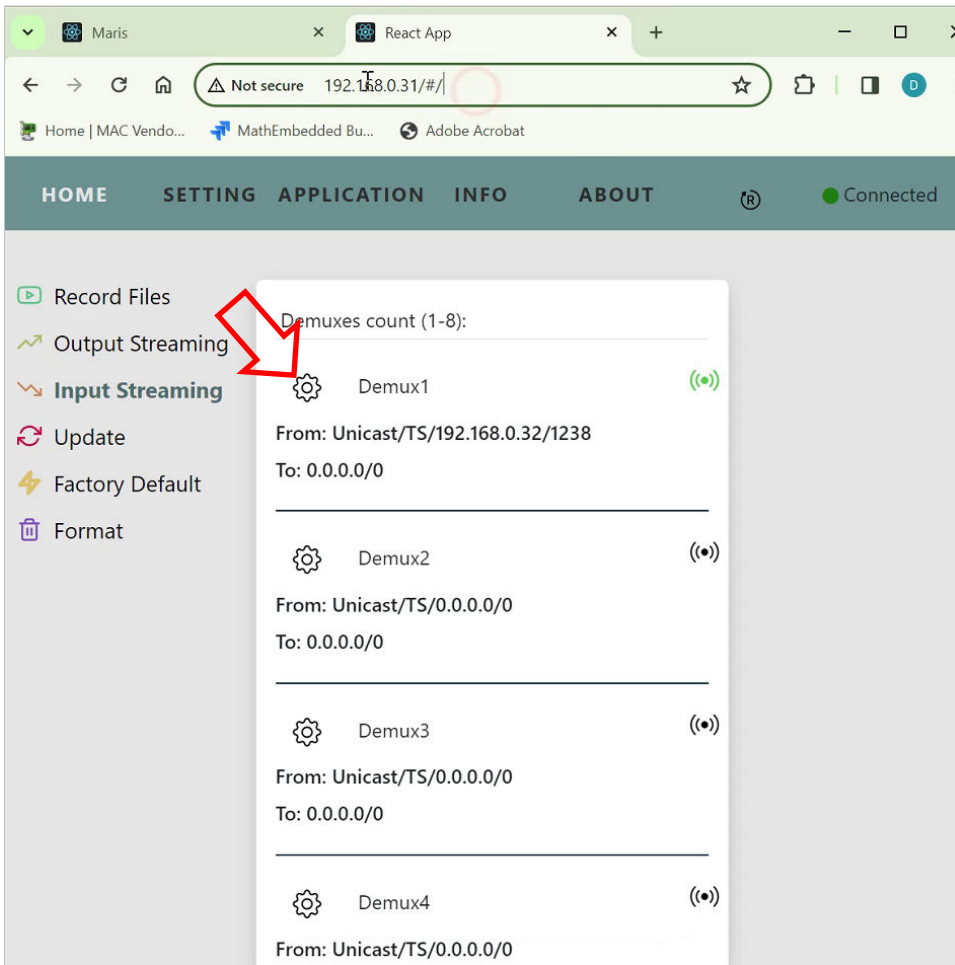 Maris
React App
Not secure 192.168.0.31/#/
Home | MAC Vendo... MathEmbedded Bu... Adobe Acrobat
D
HOME SETTING APPLICATION INFO ABOUT R Connected
Record Files
Output Streaming
Input Streaming
Update
Factory Default
Format
Demuxes count (1-8):
Demux1
From: Unicast/TS/192.168.0.32/1238
To: 0.0.0.0/0
Demux2
From: Unicast/TS/0.0.0.0/0
To: 0.0.0.0/0
Demux3
From: Unicast/TS/0.0.0.0/0
To: 0.0.0.0/0
Demux4
From: Unicast/TS/0.0.0.0/0